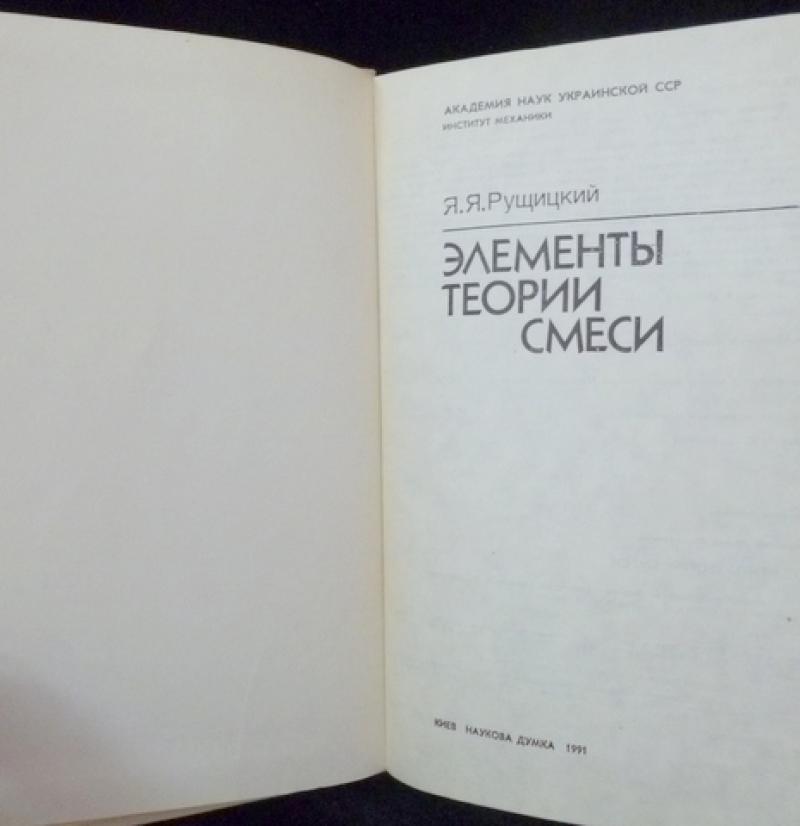 АКАДЕМИЯ НАУК УКРАИНСКОЙ ССР
ИНСТИТУТ МЕХАНИКИ
Я.Я.Рущицкий
ЭЛЕМЕНТЫ
ТЕОРИИ
СМЕСИ
КИЕВ НАУКОВА ДУМКА 1991